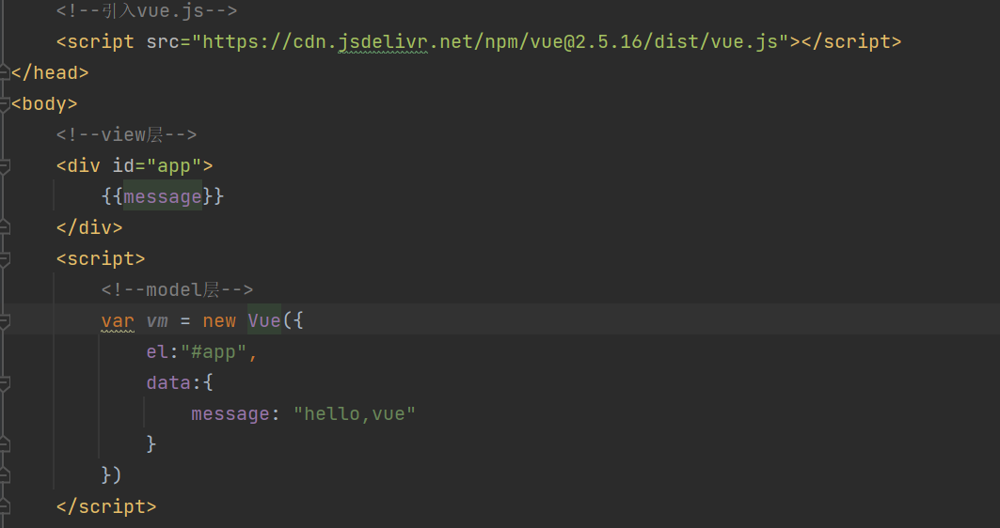 <!--引入vue.js-->
<script src="https://cdn.jsdelivr.net/npm/vue@2.5.16/dist/vue.js"></script>
</head>
<body>
<!--view层-->
<div id="app">
{{message}}
</div>
<script>
<!--model层-->
var vm = new Vue({
el:"#app",
data:{
message: "hello,vue"
}
})
</script>